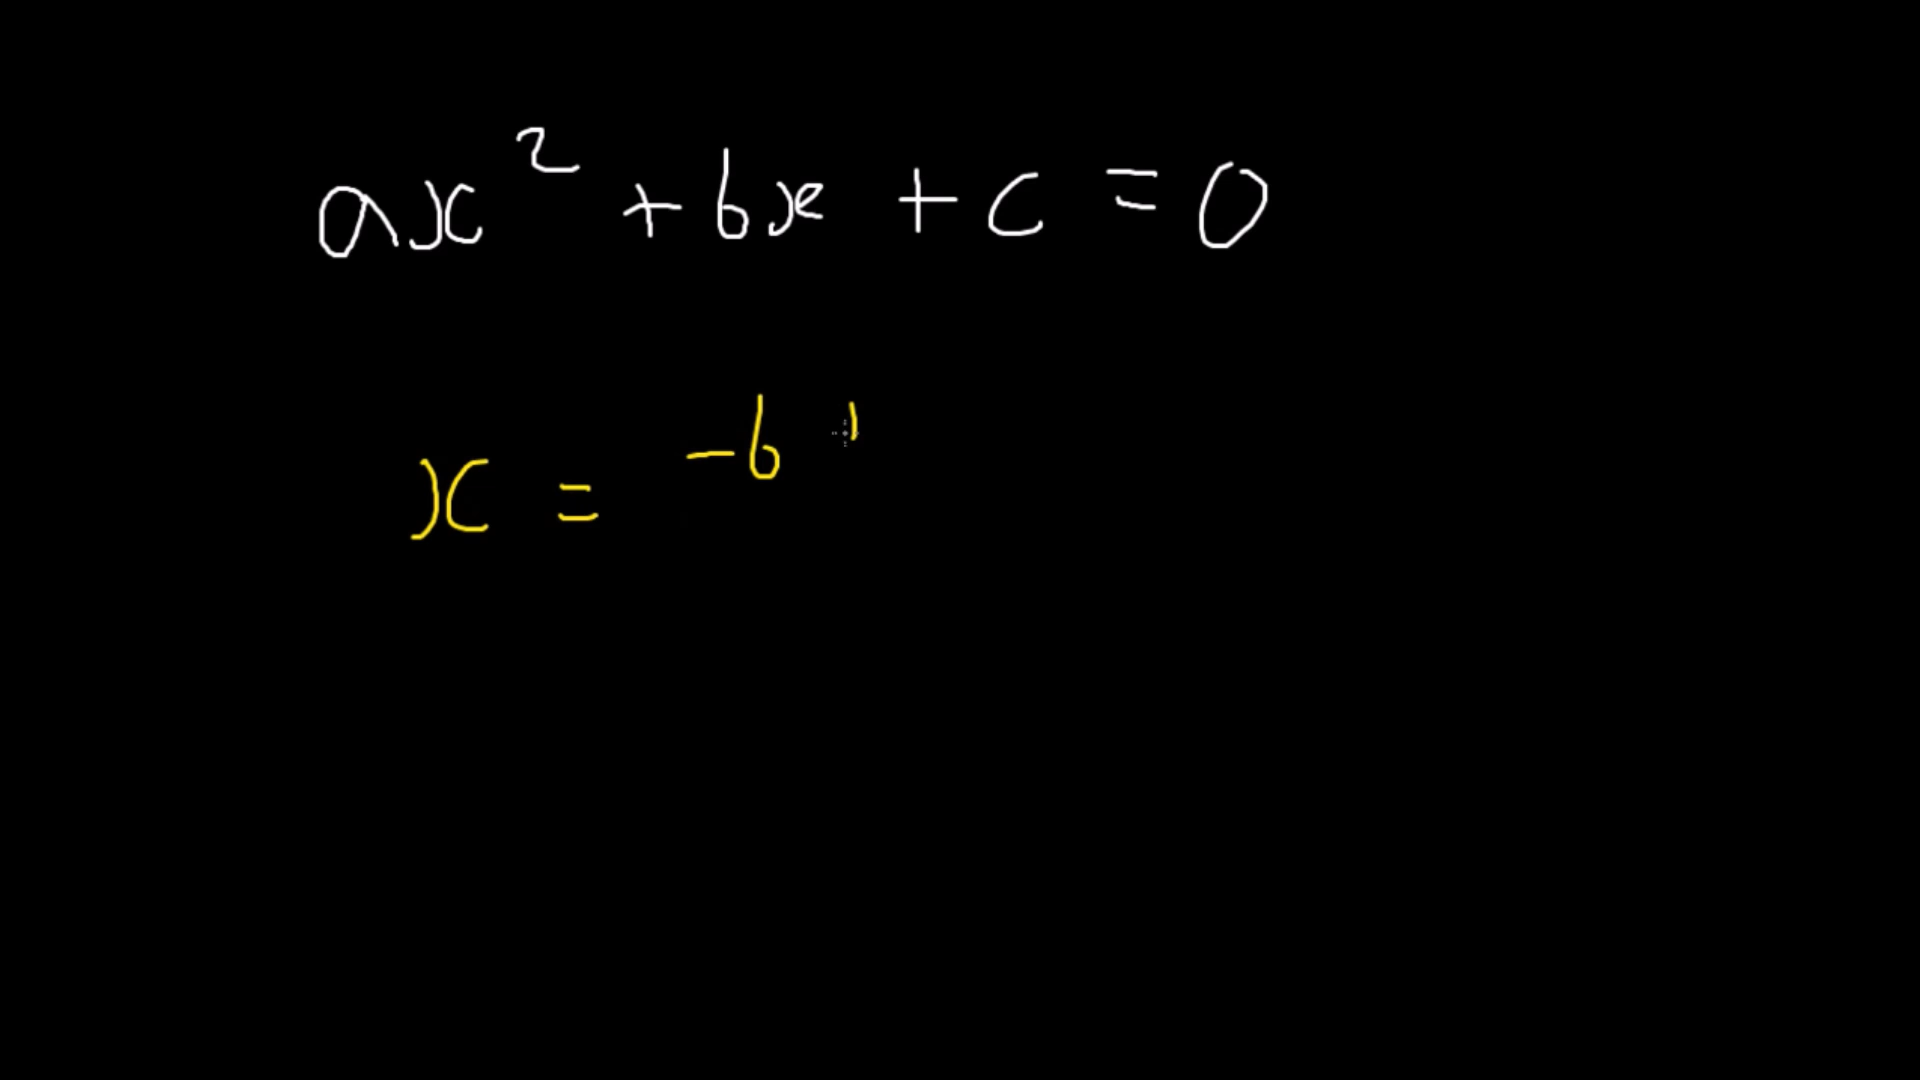 ax² + bx + c = 0
x = -b